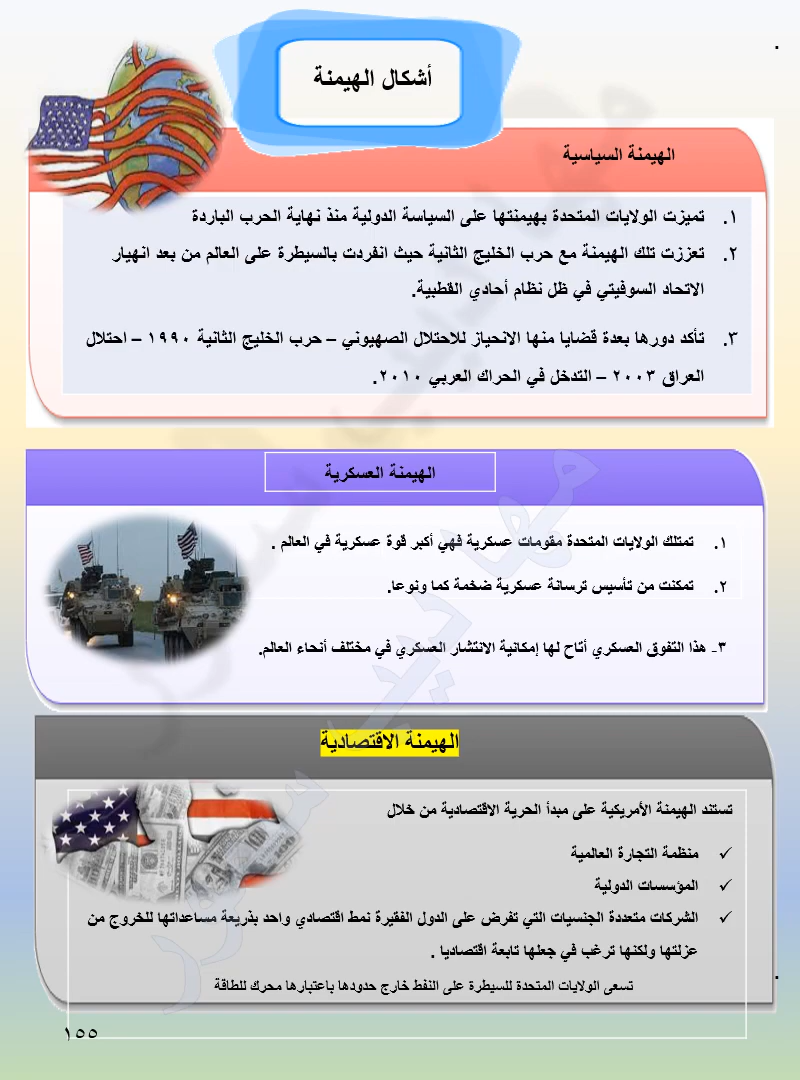 أشكال الهيمنة
الهيمنة السياسية
١. تميزت الولايات المتحدة بهيمنتها على السياسة الدولية منذ نهاية الحرب الباردة
٢. تعززت تلك الهيمنة مع حرب الخليج الثانية حيث انفردت بالسيطرة على العالم من بعد انهيار
الاتحاد السوفيتي في ظل نظام أحادي القطبية.
٣. تأكد دورها بعدة قضايا منها الانحياز للاحتلال الصهيوني – حرب الخليج الثانية ١٩٩٠ – احتلال
العراق ٢٠٠٣ – التدخل في الحراك العربي ٢٠١٠.
الهيمنة العسكرية
١. تمتلك الولايات المتحدة مقومات عسكرية فهي أكبر قوة عسكرية في العالم .
٢. تمكنت من تأسيس ترسانة عسكرية ضخمة كما ونوعا.
٣- هذا التفوق العسكري أتاح لها إمكانية الانتشار العسكري في مختلف أنحاء العالم.
الهيمنة الاقتصادية
تستند الهيمنة الأمريكية على مبدأ الحرية الاقتصادية من خلال
✓ منظمة التجارة العالمية
✓ المؤسسات الدولية
✓ الشركات متعددة الجنسيات التي تفرض على الدول الفقيرة نمط اقتصادي واحد بذريعة مساعداتها للخروج من
عزلتها ولكنها ترغب في جعلها تابعة اقتصاديا .
تسعى الولايات المتحدة للسيطرة على النفط خارج حدودها باعتبارها محرك للطاقة
١٥٥